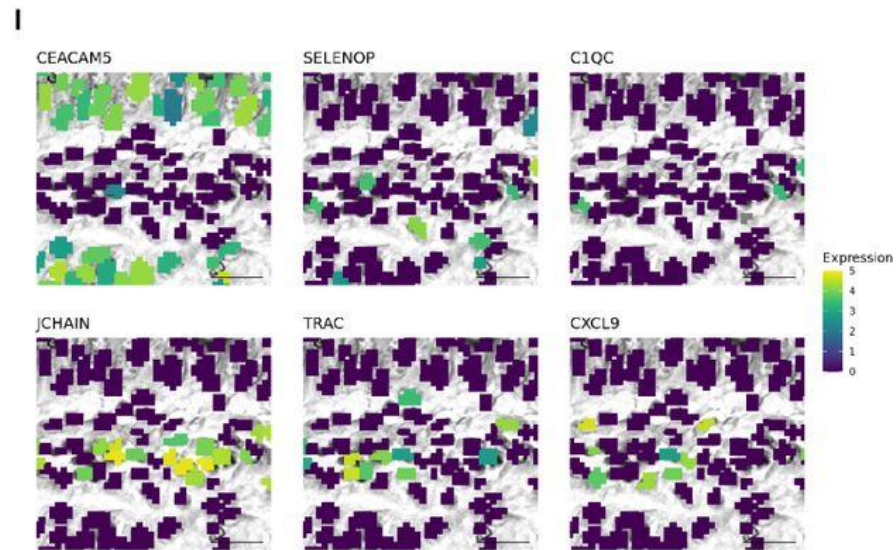 I
CEACAM5
SELENOP
C1QC
Expression
5
4
3
2
1
0
JCHAIN
TRAC
CXCL9